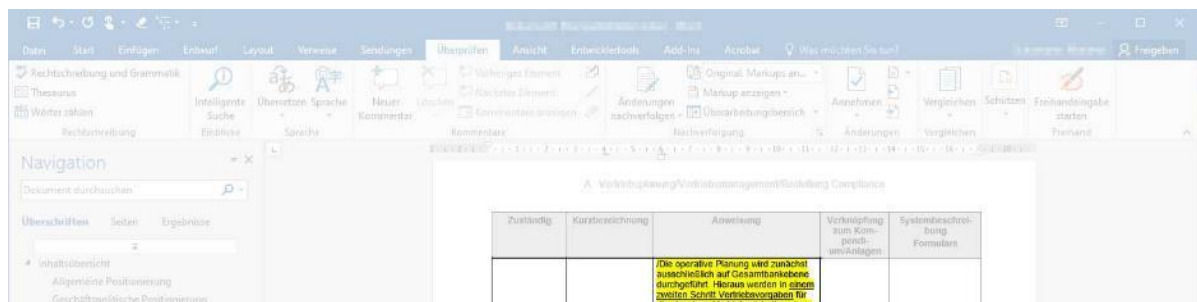 Datei Start Einfügen Entwurf Layout Verweise Sendungen Überprüfen Ansicht Entwicklertools Add-Ins Acrobat Was möchten Sie tun? Freigeben
Rechtschreibung und Grammatik
Thesaurus
Wörter zählen
Rechtschreibung
Intelligente
Suche
Einblicke
Übersetzen Sprache
Sprache
Neuer
Kommentar
Löschen
Vorheriges Element
Nächstes Element
Kommentare anzeigen
Kommentare
Änderungen
nachverfolgen
Original: Markups an...
Markup anzeigen
Überarbeitungsbereich
Nachverfolgung
Annehmen
Änderungen
Vergleichen
Vergleichen
Schützen
Freihandeingabe
starten
Freihand
Navigation
Dokument durchsuchen
Überschriften Seiten Ergebnisse
Inhaltsübersicht
Allgemeine Positionierung
Geschäftspolitische Positionierung
A Vertriebsplanung/Vertriebsmanagement/ Compliance
Zuständig
Kurzbezeichnung
Anweisung
Verknüpfung
zum Kom-
pendi-
um/Anlagen
Systembeschrei-
bung
Formulare
/Die operative Planung wird zunächst
ausschließlich auf Gesamtbankebene
durchgeführt. Hieraus werden in einem
zweiten Schritt Vertriebsvorgaben für